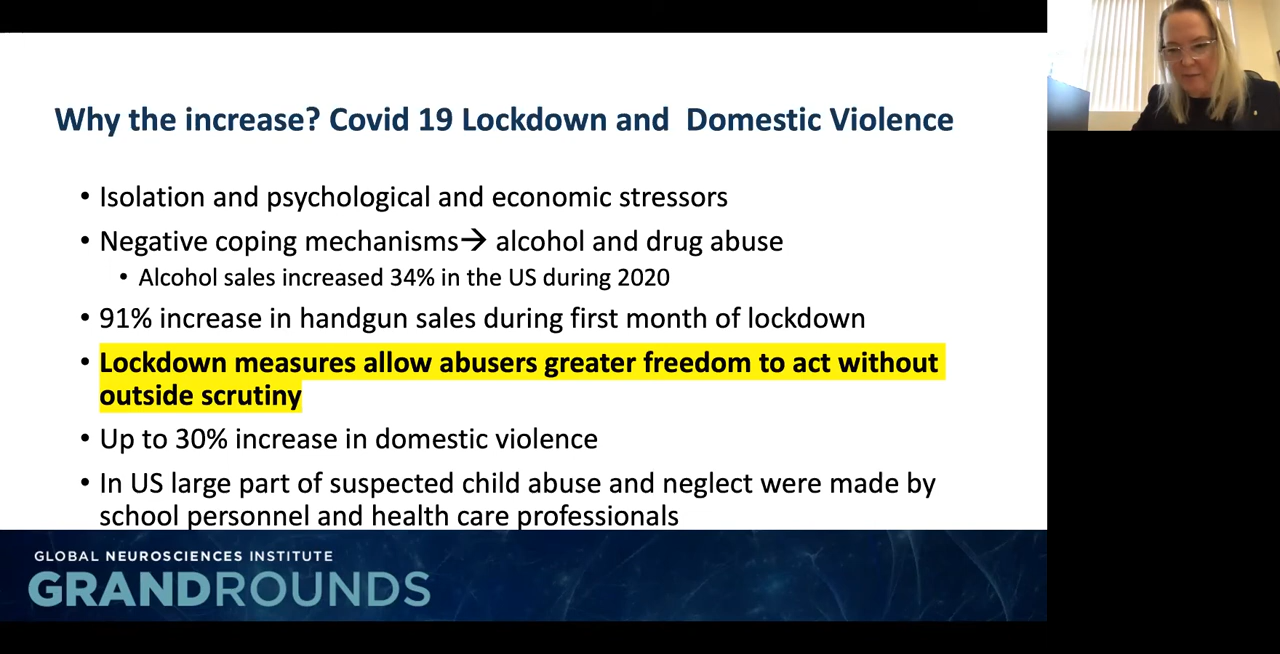 Why the increase? Covid 19 Lockdown and  Domestic Violence
• Isolation and psychological and economic stressors
• Negative coping mechanisms→ alcohol and drug abuse
• Alcohol sales increased 34% in the US during 2020
• 91% increase in handgun sales during first month of lockdown
• Lockdown measures allow abusers greater freedom to act without
outside scrutiny
• Up to 30% increase in domestic violence
• In US large part of suspected child abuse and neglect were made by
school personnel and health care professionals
GLOBAL NEUROSCIENCES INSTITUTE
GRANDROUNDS